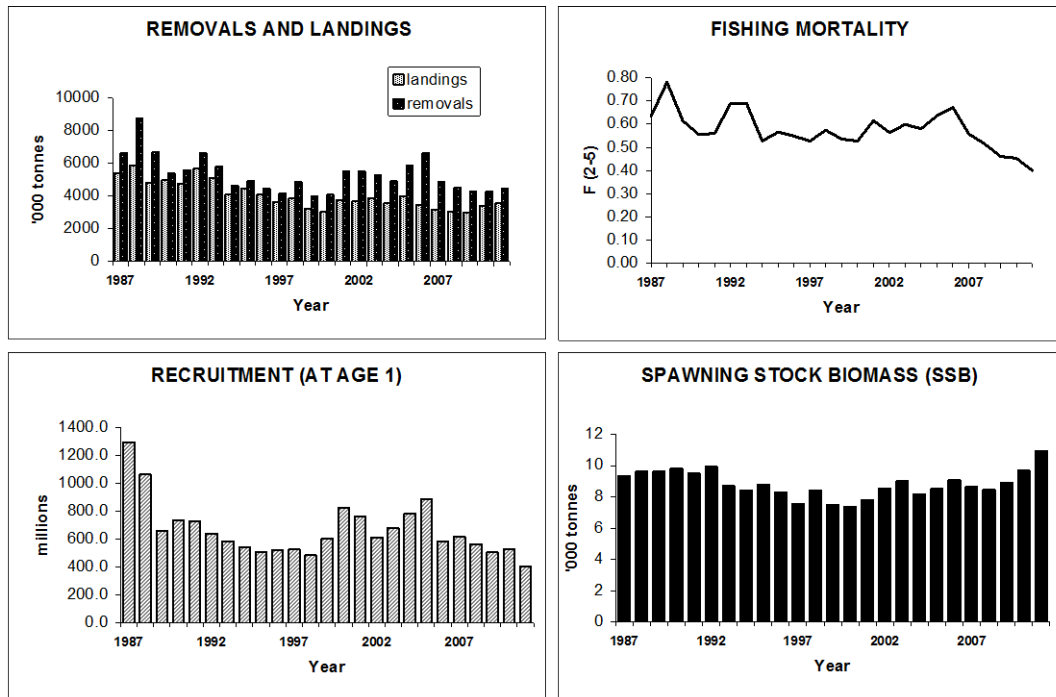 REMOVALS AND LANDINGS
landings
removals
'000 tonnes
10000
8000
6000
4000
2000
0
1987 1992 1997 2002 2007
Year
FISHING MORTALITY
F (2-5)
0.80
0.70
0.60
0.50
0.40
0.30
0.20
0.10
0.00
1987 1992 1997 2002 2007
Year
RECRUITMENT (AT AGE 1)
millions
1400.0
1200.0
1000.0
800.0
600.0
400.0
200.0
0.0
1987 1992 1997 2002 2007
Year
SPAWNING STOCK BIOMASS (SSB)
'000 tonnes
12
10
8
6
4
2
0
1987 1992 1997 2002 2007
Year